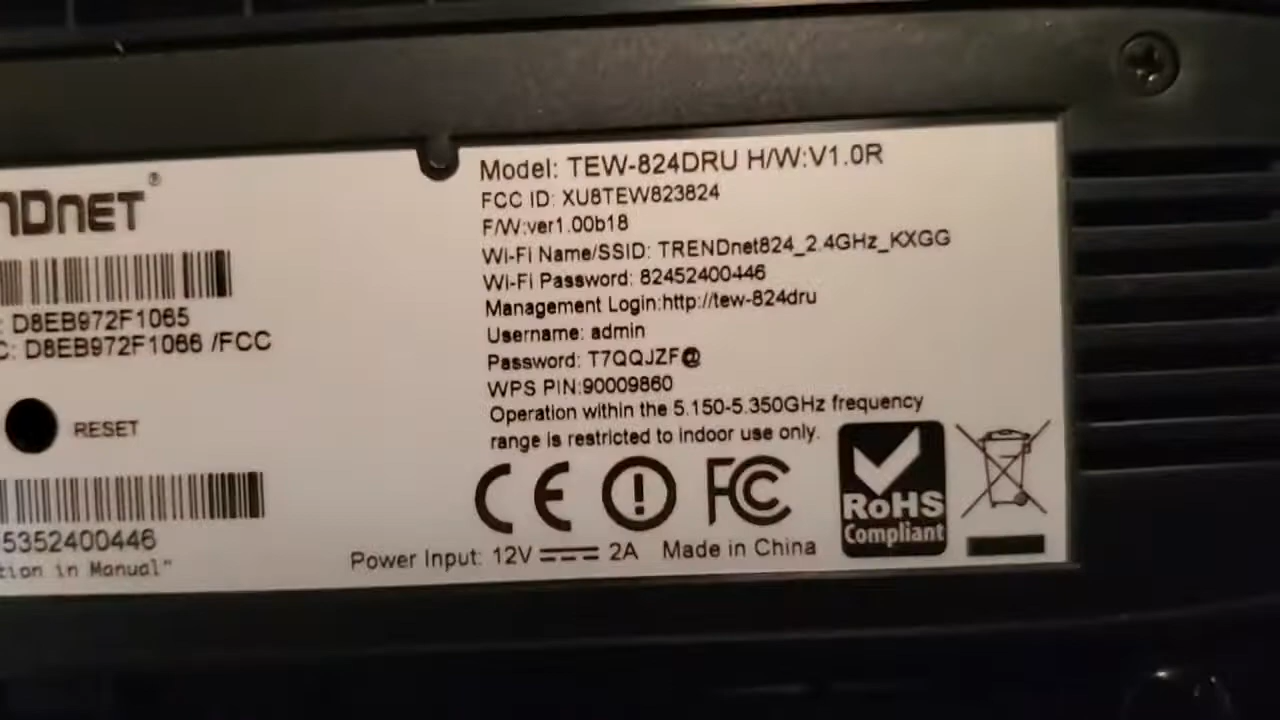 NDnET®
: D8EB972F1065
C: D8EB972F1066 /FCC
RESET
5352400446
tion in Manual"
Model: TEW-824DRU H/W:V1.0R
FCC ID: XU8TEW823824
F/W:ver1.00b18
Wi-Fi Name/SSID: TRENDnet824_2.4GHz_KXGG
Wi-Fi Password: 82452400446
Management Login:http://tew-824dru
Username: admin
Password: T7QQJZF@
WPS PIN:90009860
Operation within the 5.150-5.350GHz frequency
range is restricted to indoor use only.
CE FC
RoHS
Compliant
Power Input: 12V 2A Made in China